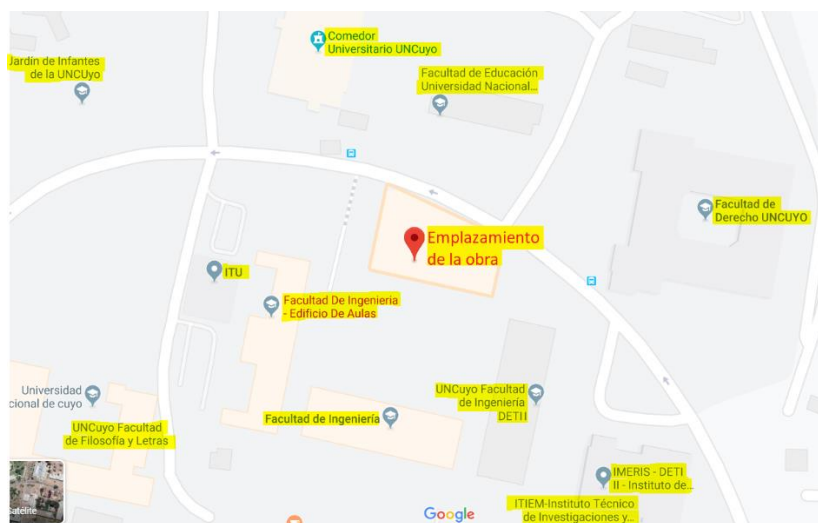 Comedor
Universitario UNCuyo
Jardín de Infantes
de la UNCUyo
Facultad de Educación
Universidad Nacional...
Facultad de
Derecho UNCUYO
Emplazamiento
de la obra
ITU
Facultad De Ingeniería
- Edificio De Aulas
Universidad
cional de cuyo
UNCuyo Facultad
de Ingeniería
DETI I
Facultad de Ingeniería
UNCuyo Facultad
de Filosofía y Letras
IMERIS - DETI
II - Instituto de...
ITIEM-Instituto Técnico
de Investigaciones y...
Satélite
Google